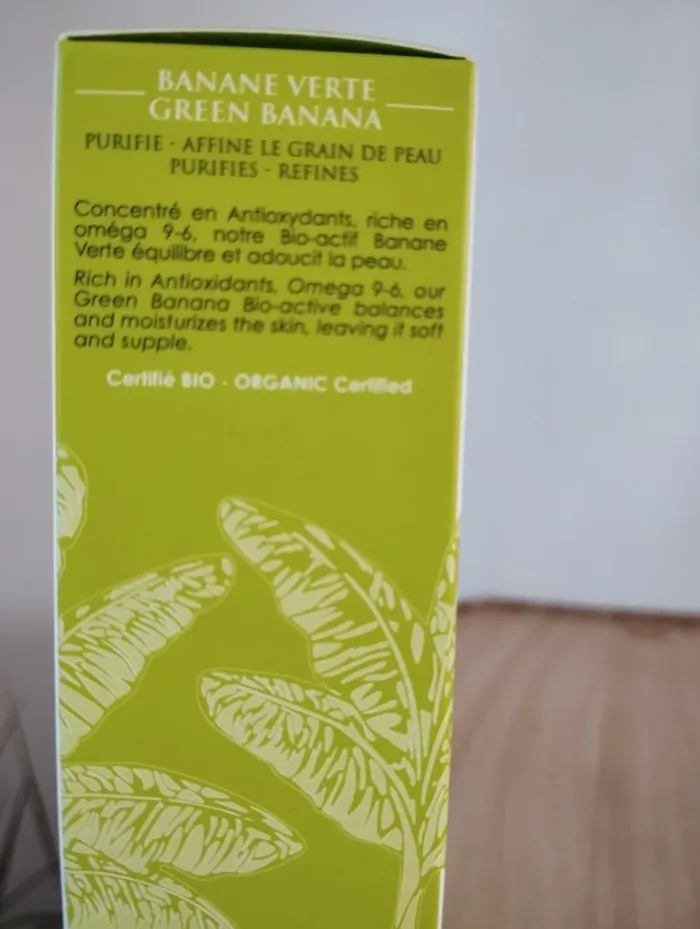 BANANE VERTE
GREEN BANANA
PURIFIE - AFFINE LE GRAIN DE PEAU
PURIFIES - REFINES
Concentré en Antioxydants, riche en
oméga 9-6, notre Bio-actif Banane
Verte équilibre et adoucit la peau.
Rich in Antioxidants, Omega 9-6, our
Green Banana Bio-active balances
and moisturizes the skin, leaving it soft
and supple.
Certifié BIO - ORGANIC Certified